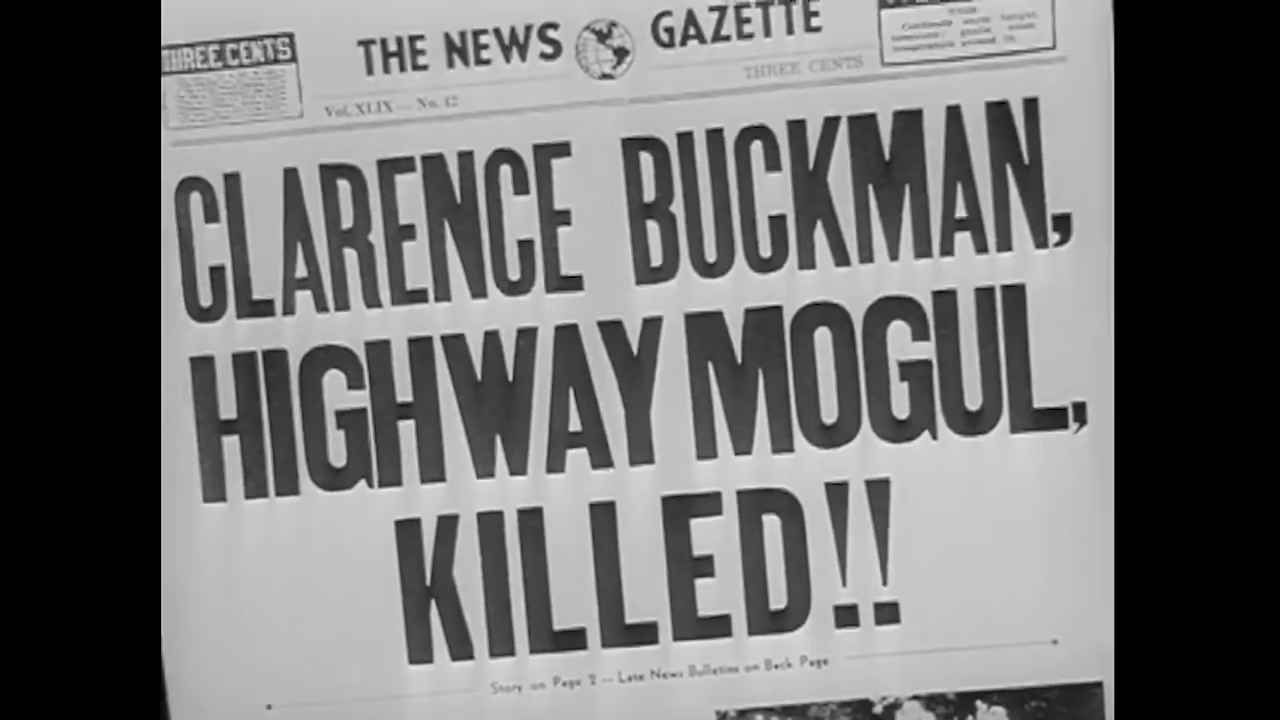 THREE CENTS
THE NEWS GAZETTE
THREE CENTS
Vol. XLIX — No. 12
CLARENCE BUCKMAN,
HIGHWAY MOGUL,
KILLED!!
Story on Page 2 -- Late News Bulletins on Back Page